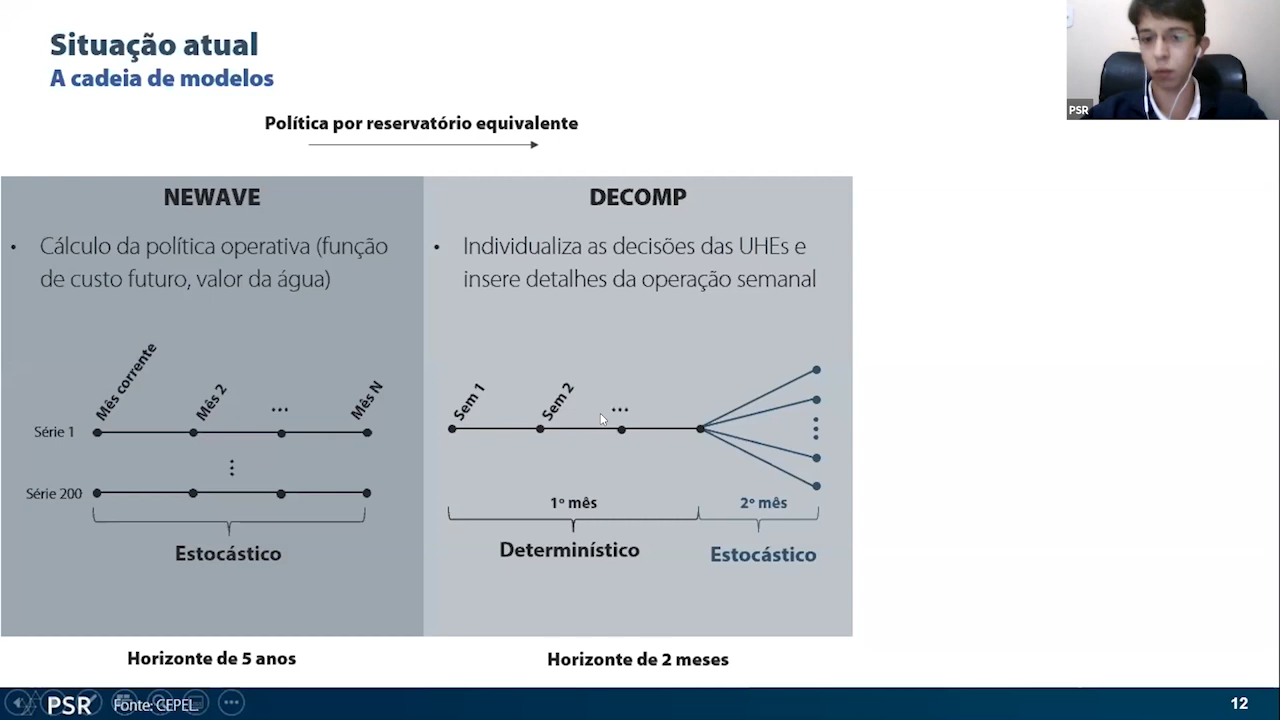 Situação atual
A cadeia de modelos
PSR
Política por reservatório equivalente
NEWAVE
• Cálculo da política operativa (função
de custo futuro, valor da água)
Mês corrente
Mês 2
...
Mês N
Série 1
Série 200
Estocástico
Horizonte de 5 anos
DECOMP
• Individualiza as decisões das UHEs e
insere detalhes da operação semanal
Sem 1
Sem 2
...
1º mês
2º mês
Determinístico
Estocástico
Horizonte de 2 meses
PSR
Fonte: CEPEL
12